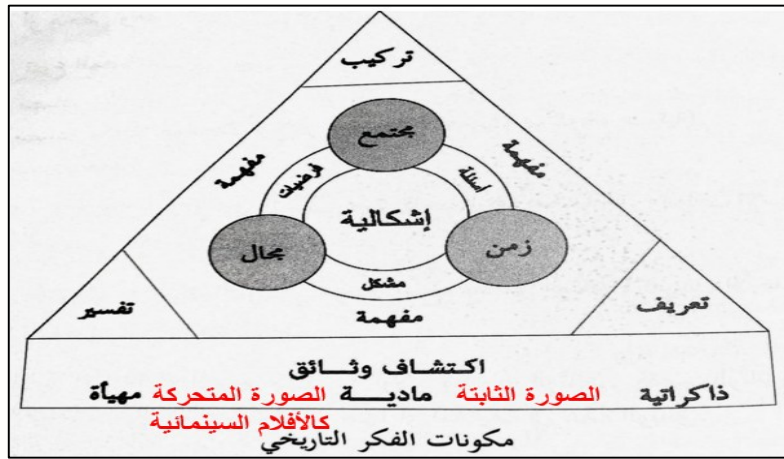 تركيب
مجتمع
مفهمة
مفهمة
فرضيات
أسئلة
إشكالية
مجال
زمن
مشكل
تفسير
مفهمة
تعريف
اكتشاف وثائق
ذاكراتية الصورة الثابتة ماديـــة الصورة المتحركة مهيأة
كالأفلام السينمائية
مكونات الفكر التاريخي